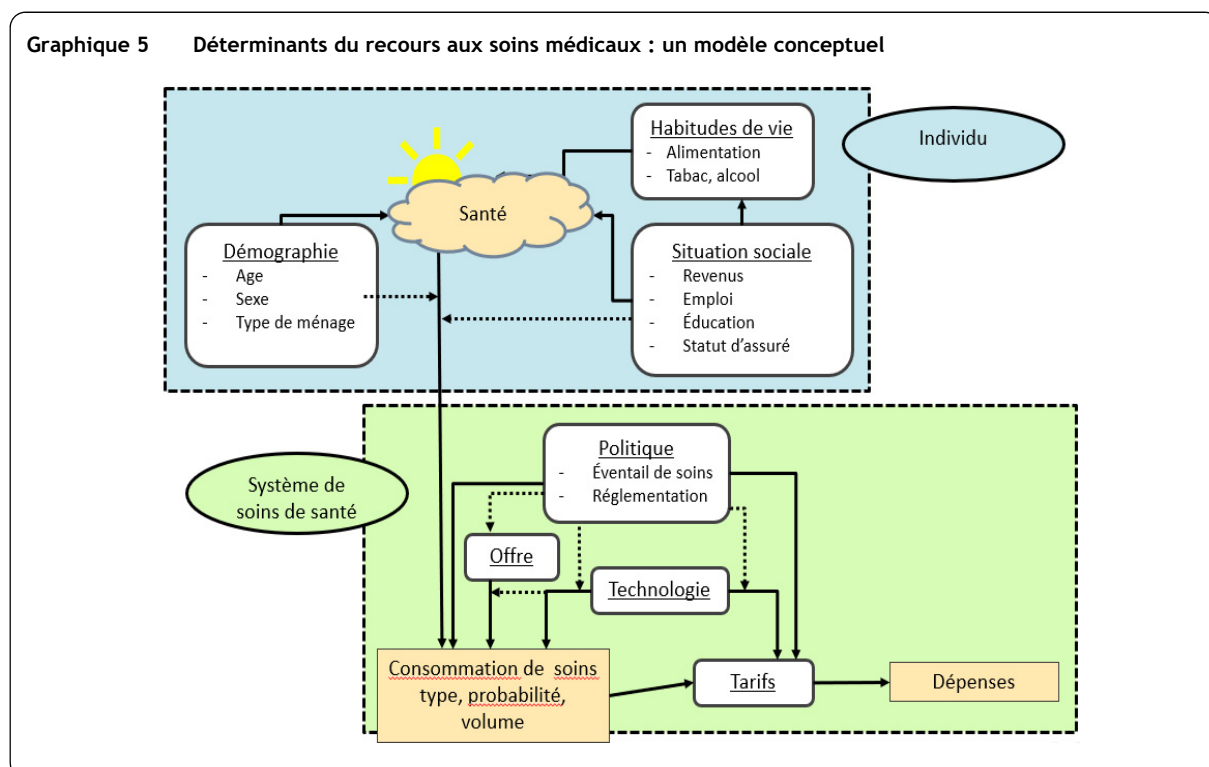 Graphique 5 Déterminants du recours aux soins médicaux : un modèle conceptuel
Habitudes de vie
- Alimentation
- Tabac, alcool
Individu
Santé
Démographie
- Age
- Sexe
- Type de ménage
Situation sociale
- Revenus
- Emploi
- Éducation
- Statut d'assuré
Système de
soins de santé
Politique
- Éventail de soins
- Réglementation
Offre
Technologie
Consommation de soins
type, probabilité,
volume
Tarifs
Dépenses